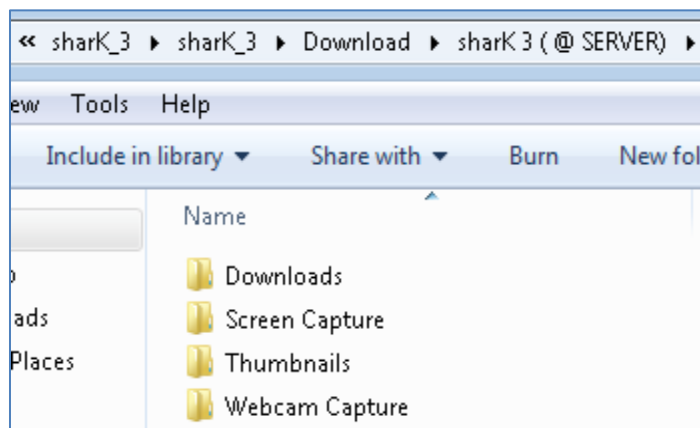 « sharK_3 ▸ sharK_3 ▸ Download ▸ sharK 3 ( @ SERVER) ▸
ew Tools Help
Include in library ▾ Share with ▾ Burn New fol
Name
Downloads
ads Screen Capture
Places Thumbnails
Webcam Capture